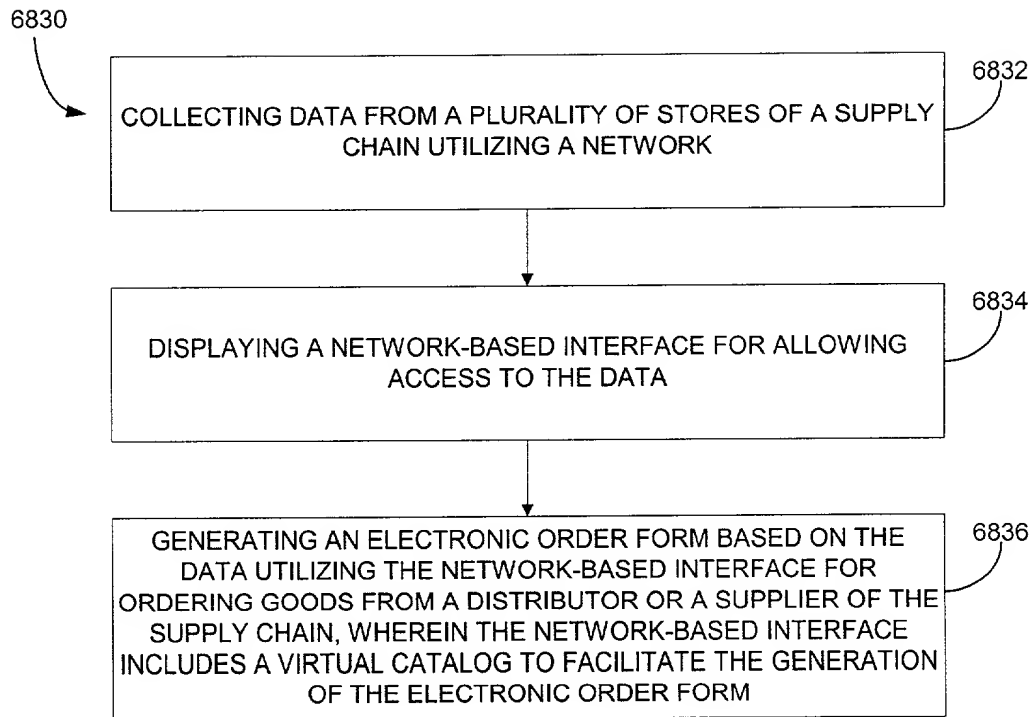 6830
6832
COLLECTING DATA FROM A PLURALITY OF STORES OF A SUPPLY
CHAIN UTILIZING A NETWORK
6834
DISPLAYING A NETWORK-BASED INTERFACE FOR ALLOWING
ACCESS TO THE DATA
6836
GENERATING AN ELECTRONIC ORDER FORM BASED ON THE
DATA UTILIZING THE NETWORK-BASED INTERFACE FOR
ORDERING GOODS FROM A DISTRIBUTOR OR A SUPPLIER OF THE
SUPPLY CHAIN, WHEREIN THE NETWORK-BASED INTERFACE
INCLUDES A VIRTUAL CATALOG TO FACILITATE THE GENERATION
OF THE ELECTRONIC ORDER FORM